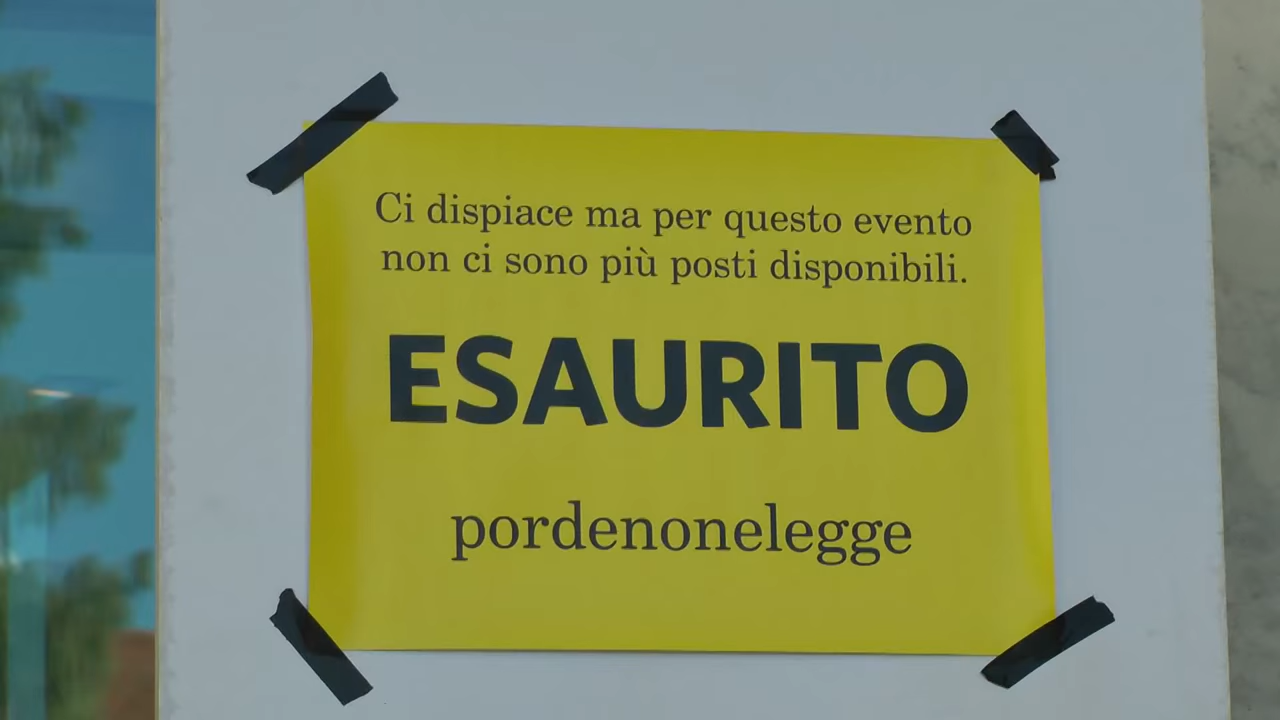 Ci dispiace ma per questo evento
non ci sono più posti disponibili.
ESAURITO
pordenonelegge